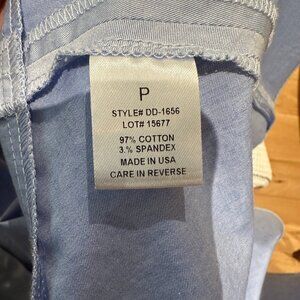 P
STYLE# DD-1656
LOT# 15677
97% COTTON
3.% SPANDEX
MADE IN USA
CARE IN REVERSE